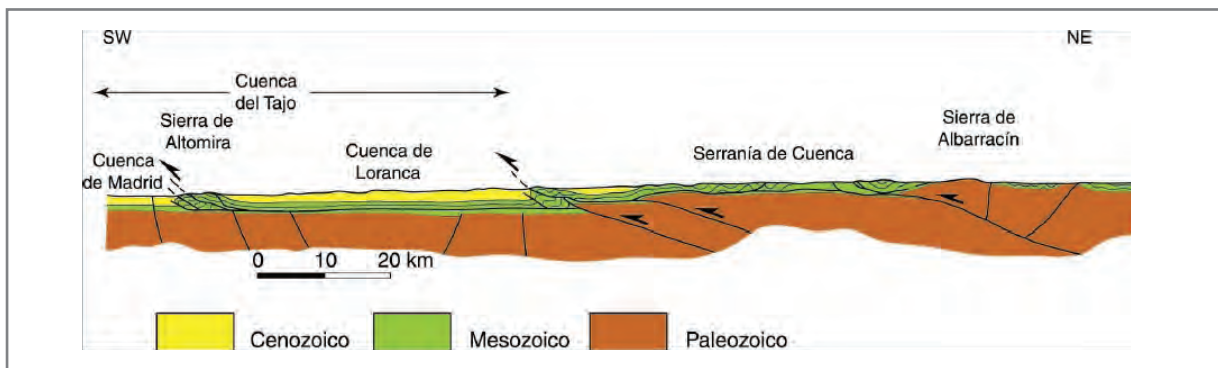 SW
NE
Cuenca
del Tajo
Sierra de
Altomira
Sierra de
Albarracín
Cuenca de
Loranca
Serranía de Cuenca
Cuenca
de Madrid
0 10 20 km
Cenozoico
Mesozoico
Paleozoico